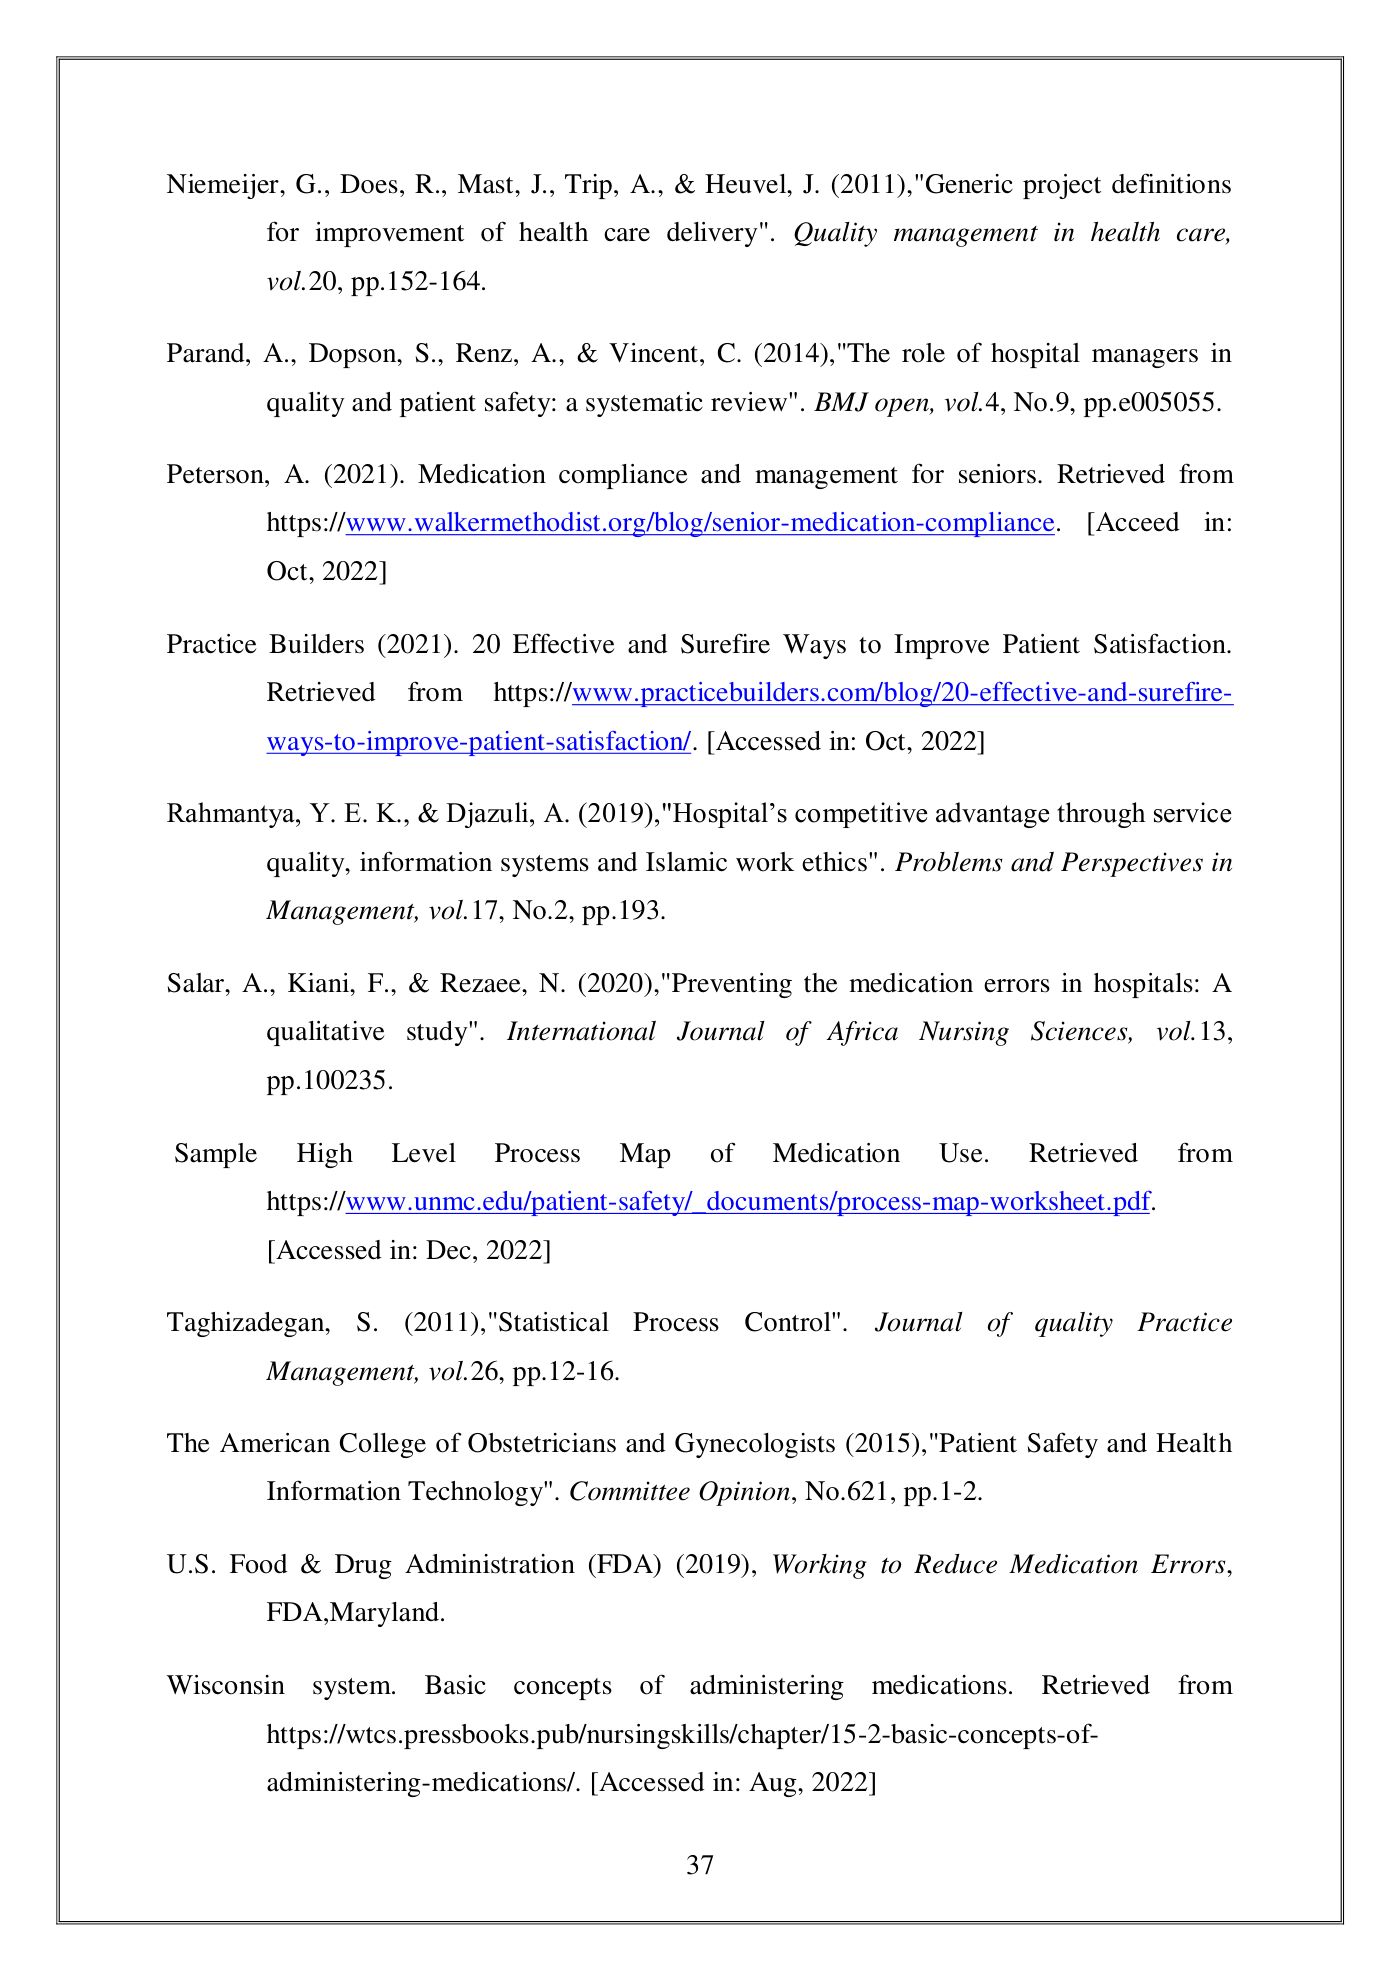 Niemeijer, G., Does, R., Mast, J., Trip, A., & Heuvel, J. (2011),"Generic project definitions
for improvement of health care delivery". Quality management in health care,
vol.20, pp.152-164.
Parand, A., Dopson, S., Renz, A., & Vincent, C. (2014),"The role of hospital managers in
quality and patient safety: a systematic review". BMJ open, vol.4, No.9, pp.e005055.
Peterson, A. (2021). Medication compliance and management for seniors. Retrieved from
https://www.walkermethodist.org/blog/senior-medication-compliance. [Acceed in:
Oct, 2022]
Practice Builders (2021). 20 Effective and Surefire Ways to Improve Patient Satisfaction.
Retrieved from https://www.practicebuilders.com/blog/20-effective-and-surefire-
ways-to-improve-patient-satisfaction/. [Accessed in: Oct, 2022]
Rahmantya, Y. E. K., & Djazuli, A. (2019),"Hospital’s competitive advantage through service
quality, information systems and Islamic work ethics". Problems and Perspectives in
Management, vol.17, No.2, pp.193.
Salar, A., Kiani, F., & Rezaee, N. (2020),"Preventing the medication errors in hospitals: A
qualitative study". International Journal of Africa Nursing Sciences, vol.13,
pp.100235.
Sample High Level Process Map of Medication Use. Retrieved from
https://www.unmc.edu/patient-safety/_documents/process-map-worksheet.pdf.
[Accessed in: Dec, 2022]
Taghizadegan, S. (2011),"Statistical Process Control". Journal of quality Practice
Management, vol.26, pp.12-16.
The American College of Obstetricians and Gynecologists (2015),"Patient Safety and Health
Information Technology". Committee Opinion, No.621, pp.1-2.
U.S. Food & Drug Administration (FDA) (2019), Working to Reduce Medication Errors,
FDA,Maryland.
Wisconsin system. Basic concepts of administering medications. Retrieved from
https://wtcs.pressbooks.pub/nursingskills/chapter/15-2-basic-concepts-of-
administering-medications/. [Accessed in: Aug, 2022]
37